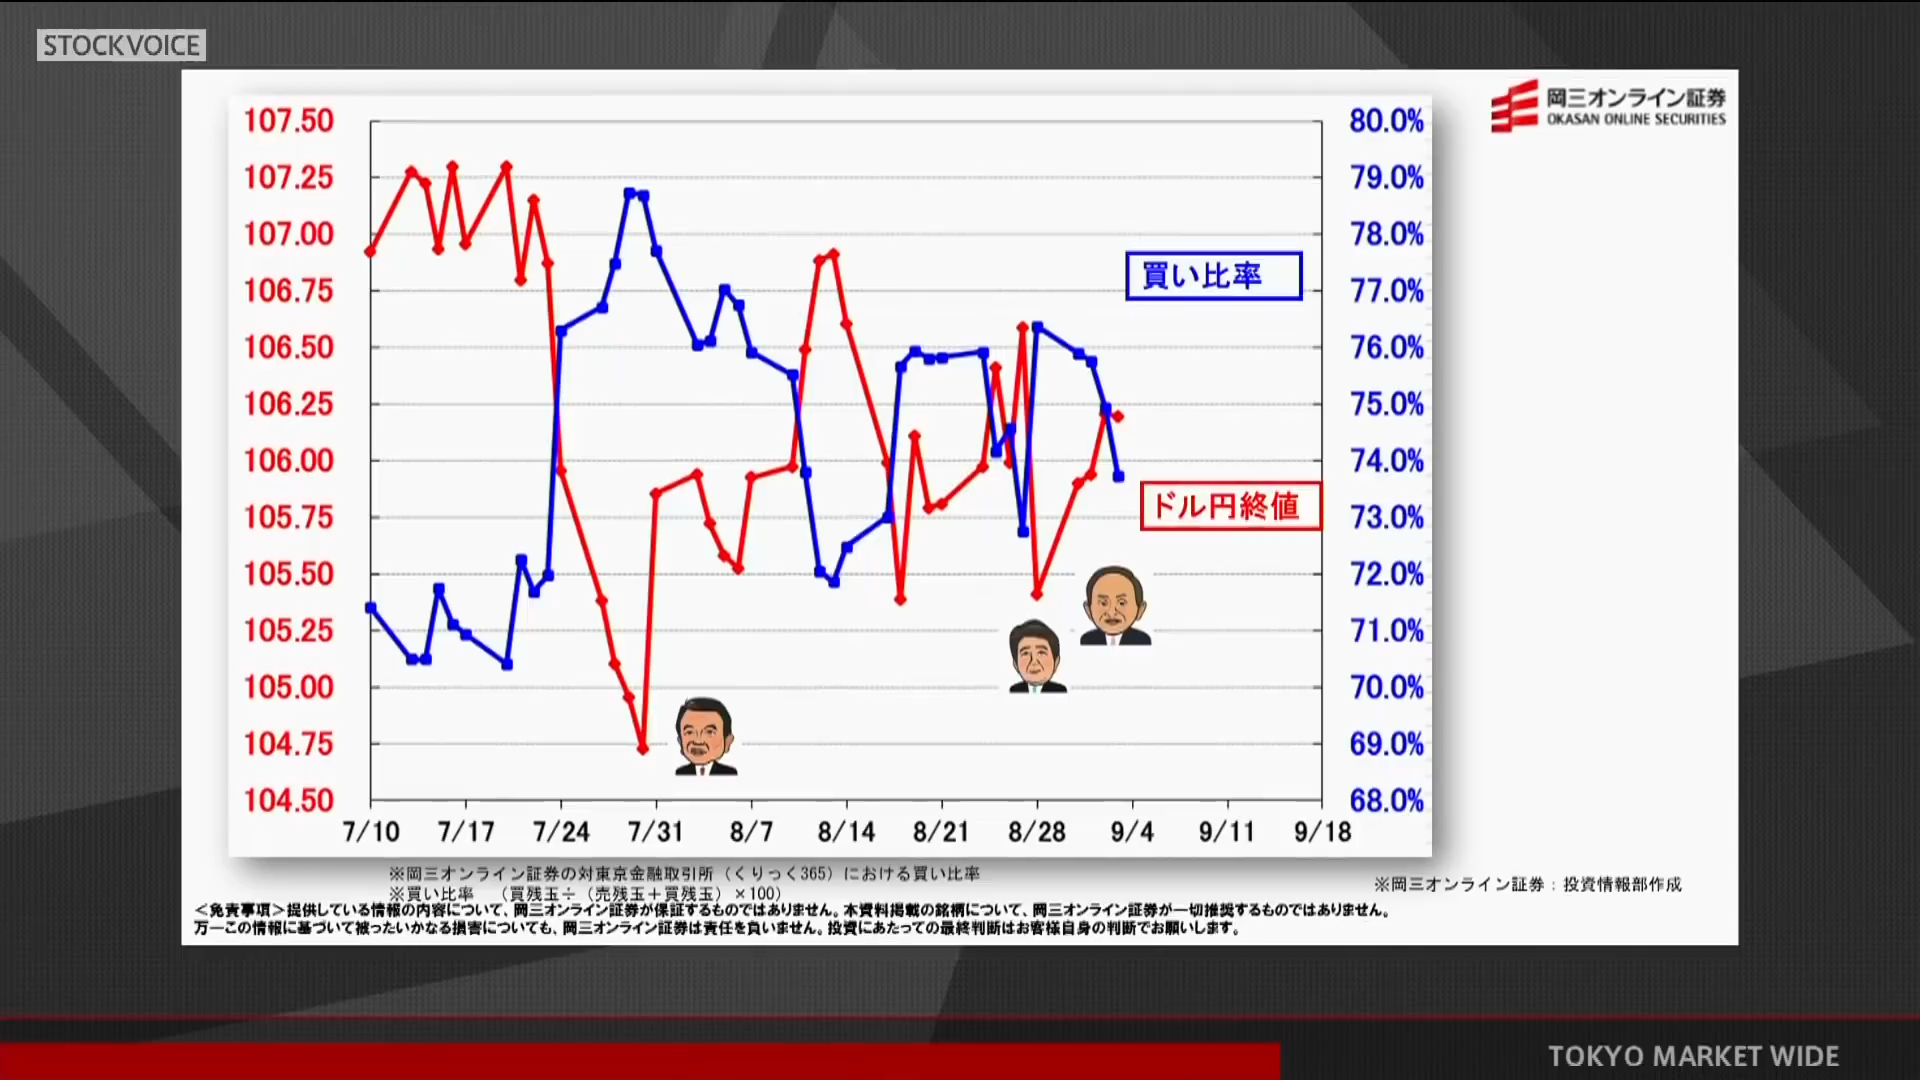 STOCKVOICE
岡三オンライン証券
OKASAN ONLINE SECURITIES
107.50
107.25
107.00
106.75
106.50
106.25
106.00
105.75
105.50
105.25
105.00
104.75
104.50
80.0%
79.0%
78.0%
77.0%
76.0%
75.0%
74.0%
73.0%
72.0%
71.0%
70.0%
69.0%
68.0%
買い比率
ドル円終値
7/10 7/17 7/24 7/31 8/7 8/14 8/21 8/28 9/4 9/11 9/18
※岡三オンライン証券の対東京金融取引所（くりっく365）における買い比率
※買い比率 （買残玉÷（売残玉＋買残玉）×100）
※岡三オンライン証券：投資情報部作成
＜免責事項＞提供している情報の内容について、岡三オンライン証券が保証するものではありません。本資料掲載の銘柄について、岡三オンライン証券が一切推奨するものではありません。
万一この情報に基づいて被ったいかなる損害についても、岡三オンライン証券は責任を負いません。投資にあたっての最終判断はお客様自身の判断でお願いします。
TOKYO MARKET WIDE